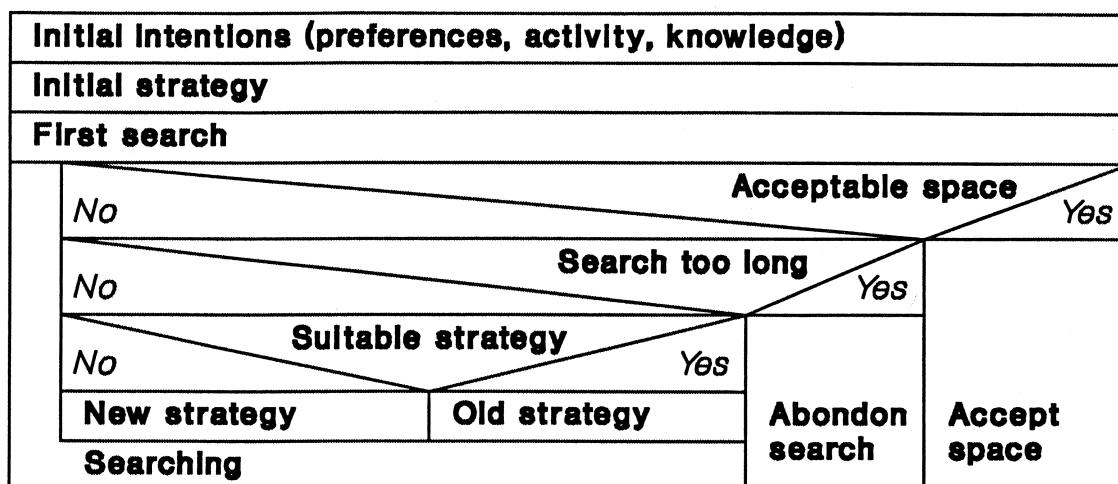 Initial intentions (preferences, activity, knowledge)
Initial strategy
First search
Acceptable space
No
Yes
Search too long
No
Yes
Suitable strategy
No
Yes
New strategy
Old strategy
Abondon
search
Accept
space
Searching